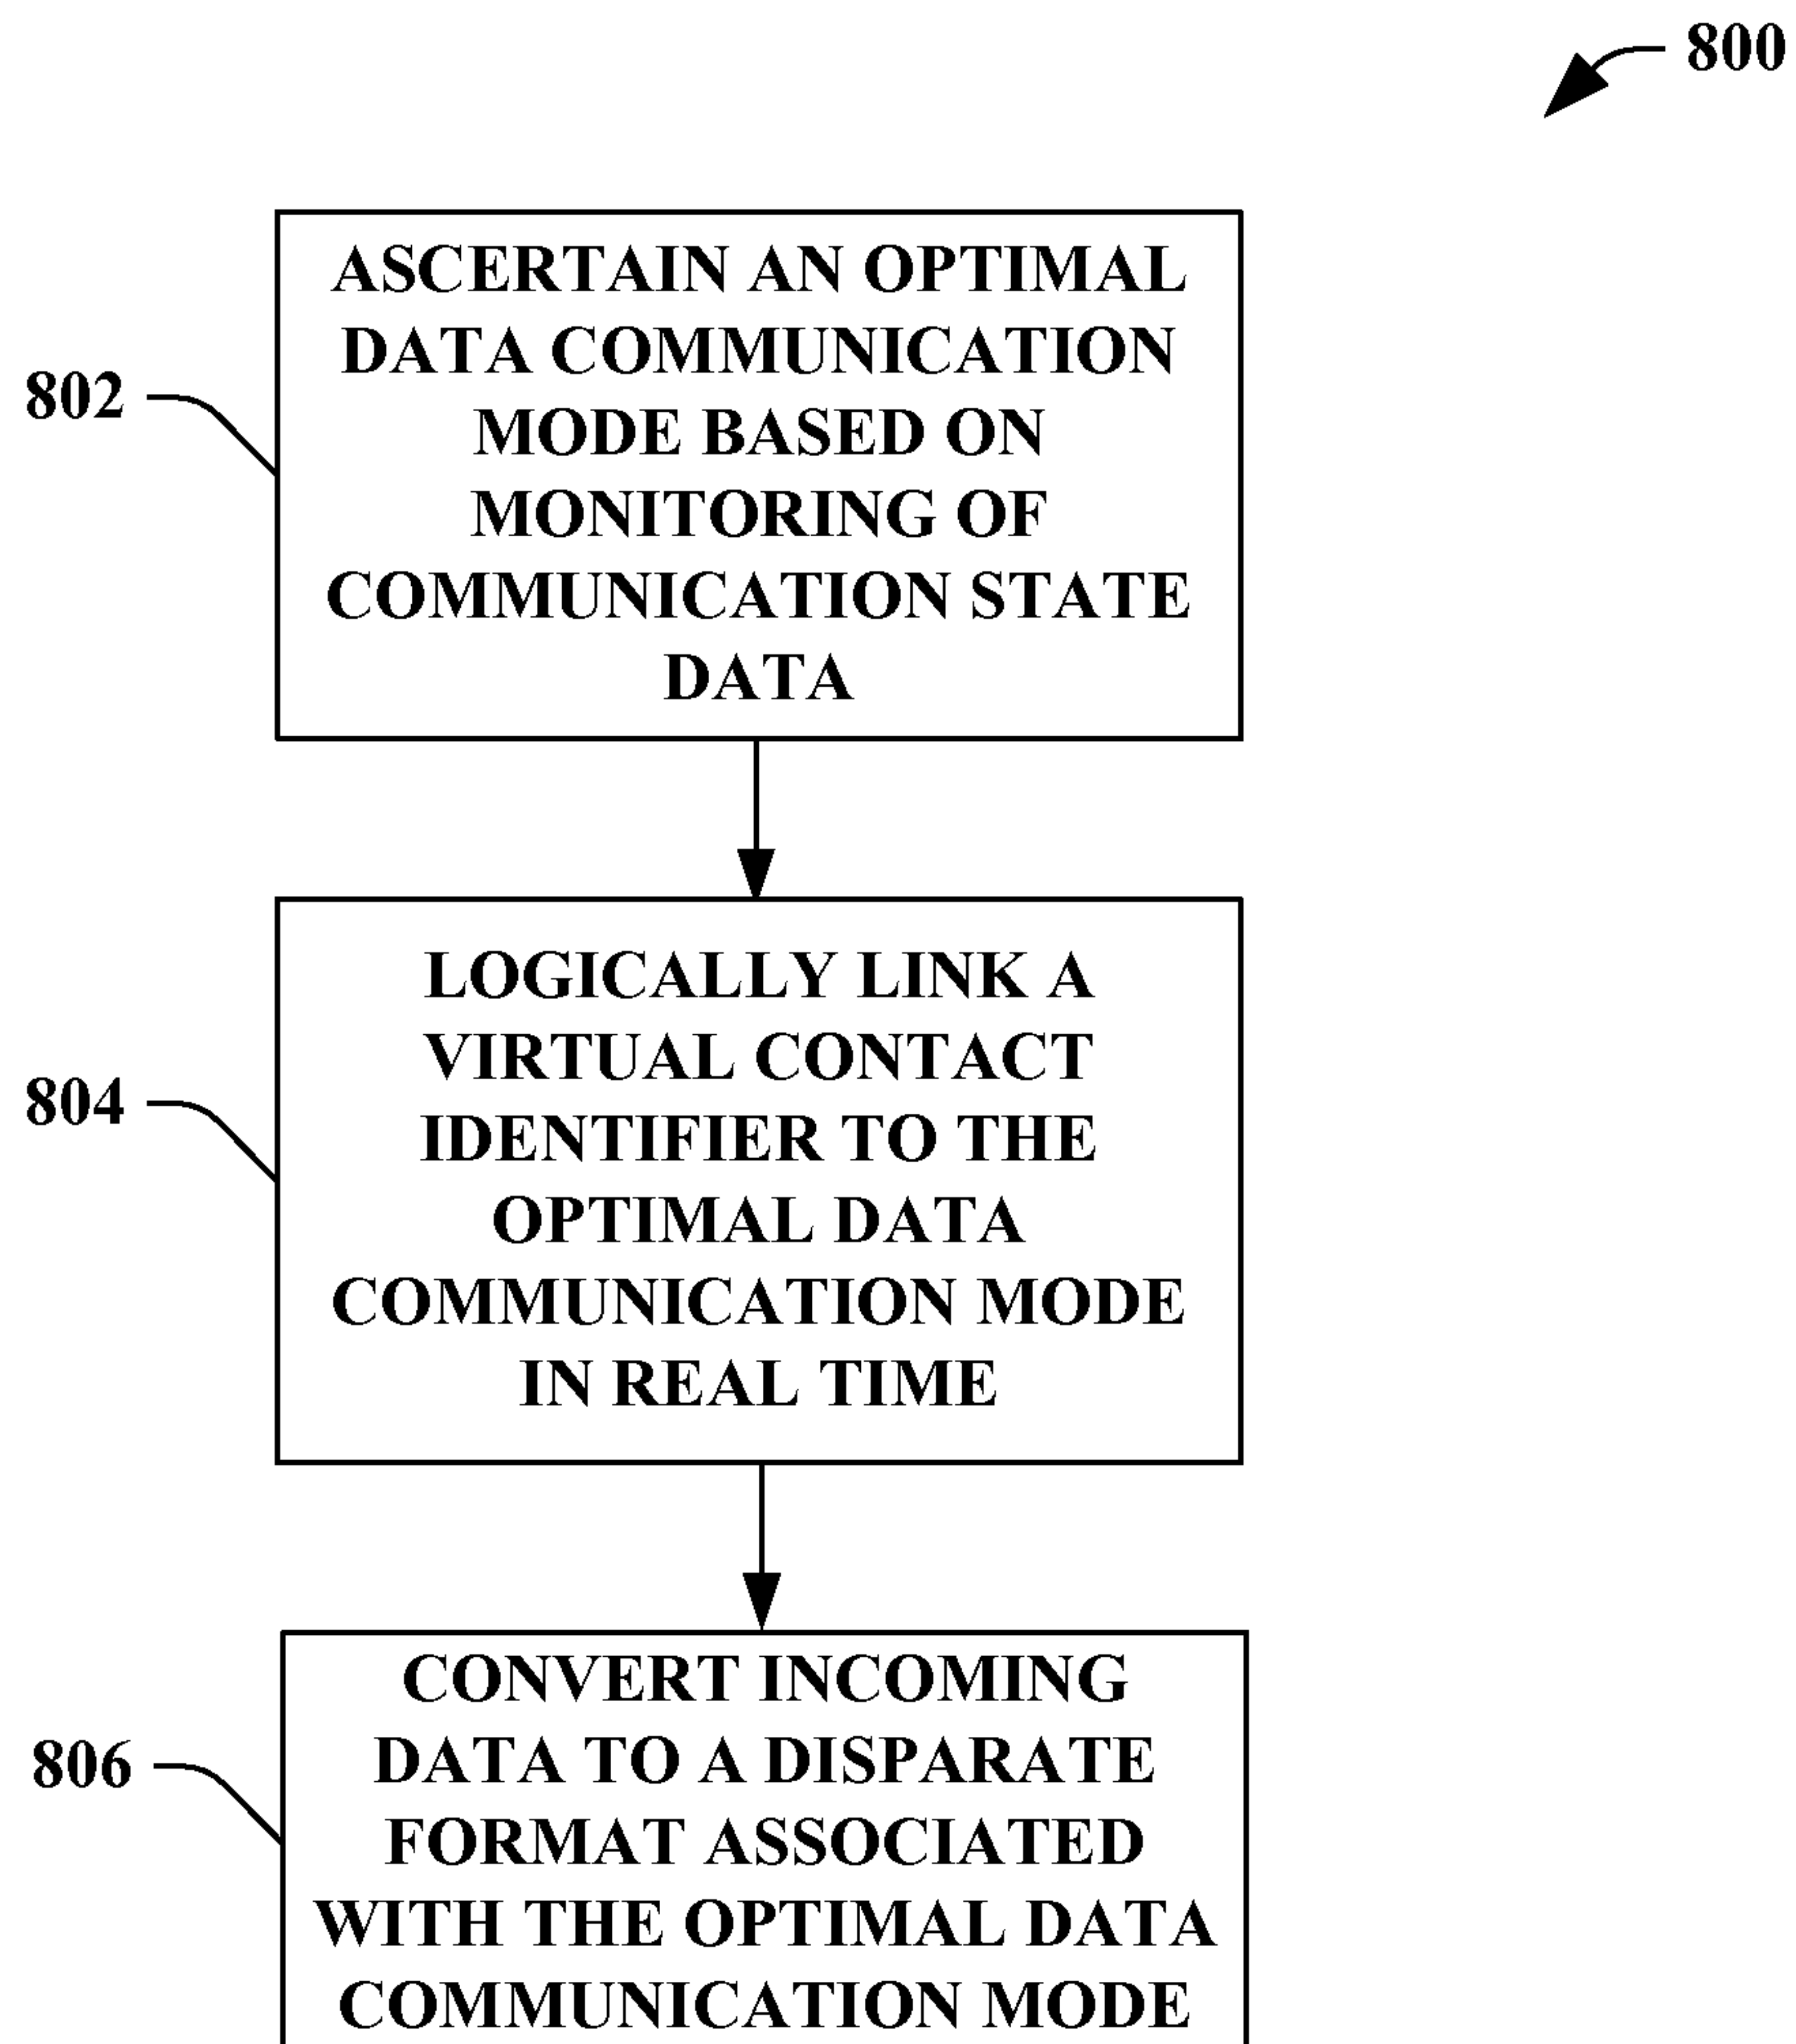 800
802
ASCERTAIN AN OPTIMAL
DATA COMMUNICATION
MODE BASED ON
MONITORING OF
COMMUNICATION STATE
DATA
804
LOGICALLY LINK A
VIRTUAL CONTACT
IDENTIFIER TO THE
OPTIMAL DATA
COMMUNICATION MODE
IN REAL TIME
806
CONVERT INCOMING
DATA TO A DISPARATE
FORMAT ASSOCIATED
WITH THE OPTIMAL DATA
COMMUNICATION MODE